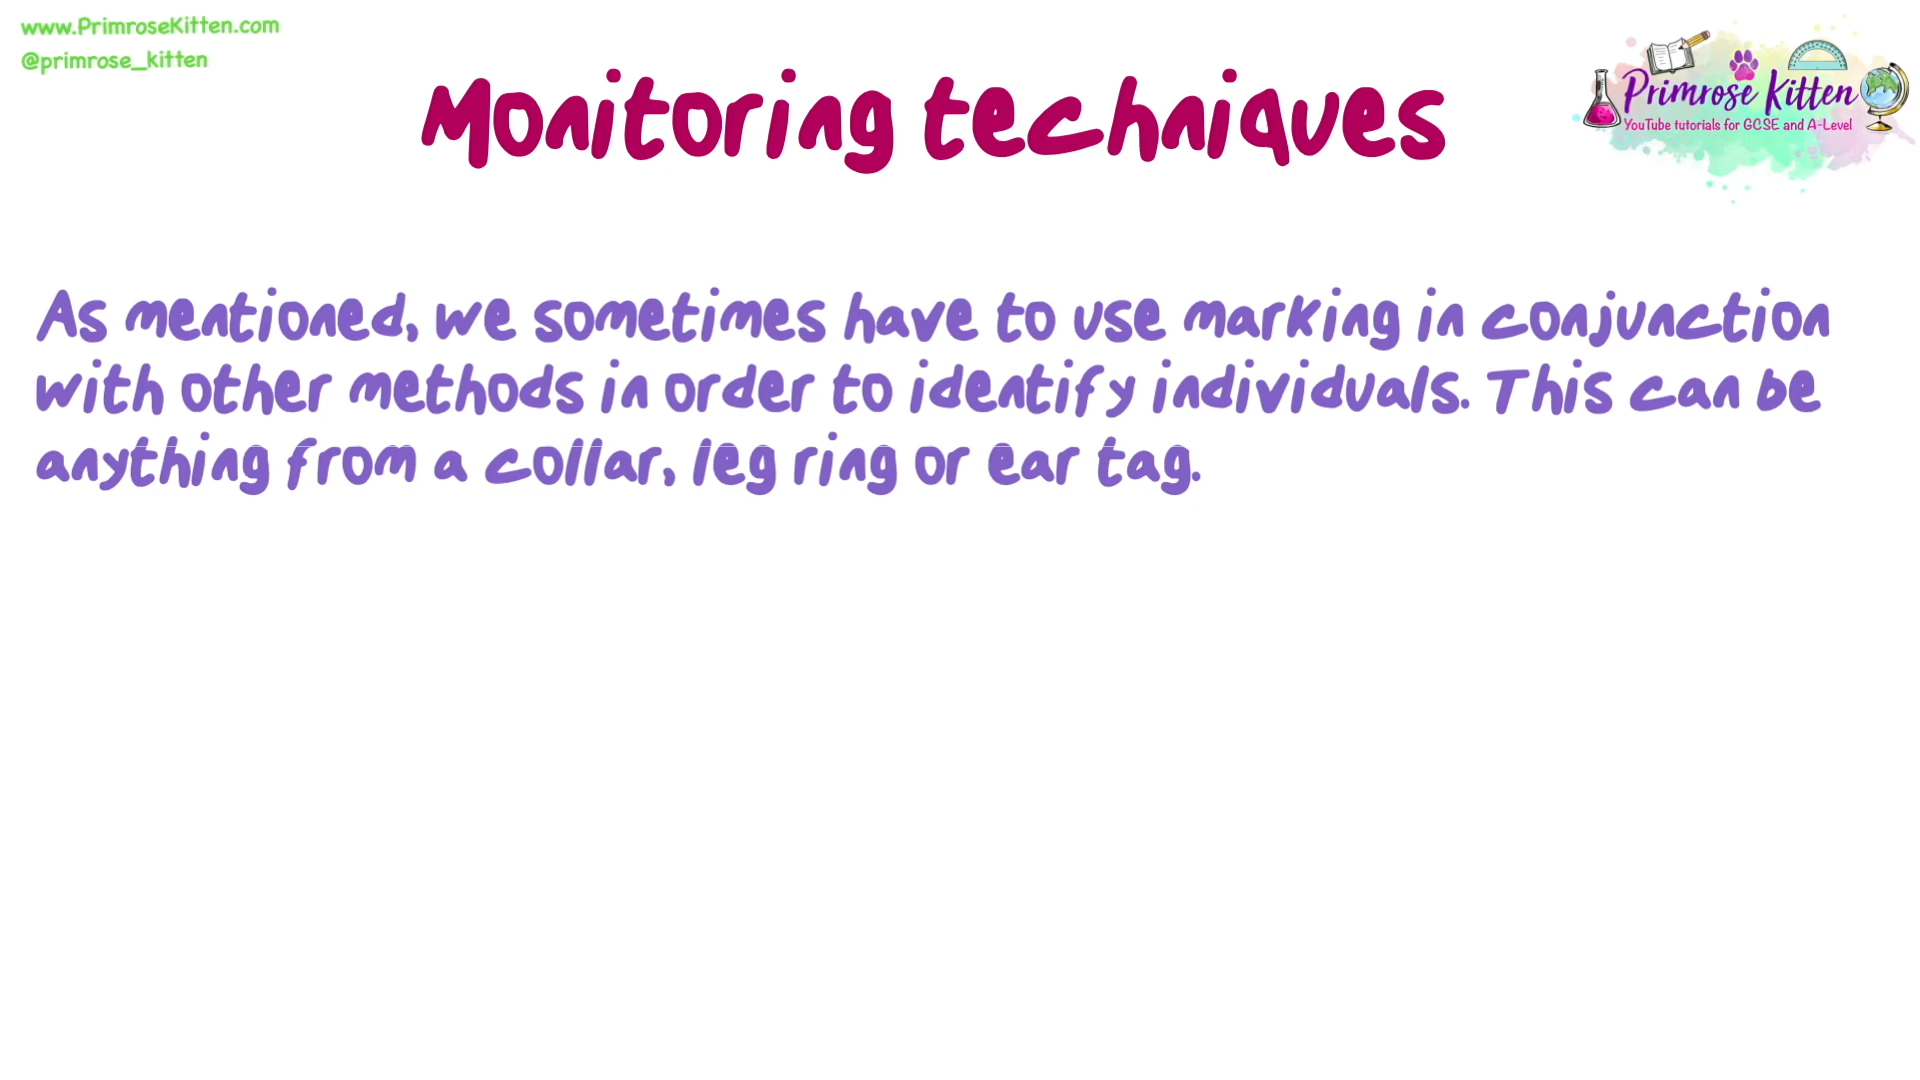 www.PrimroseKitten.com
@primrose_kitten
Monitoring techniques
Primrose Kitten
YouTube tutorials for GCSE and A-Level
As mentioned, we sometimes have to use marking in conjunction
with other methods in order to identify individuals. This can be
anything from a collar, leg ring or ear tag.